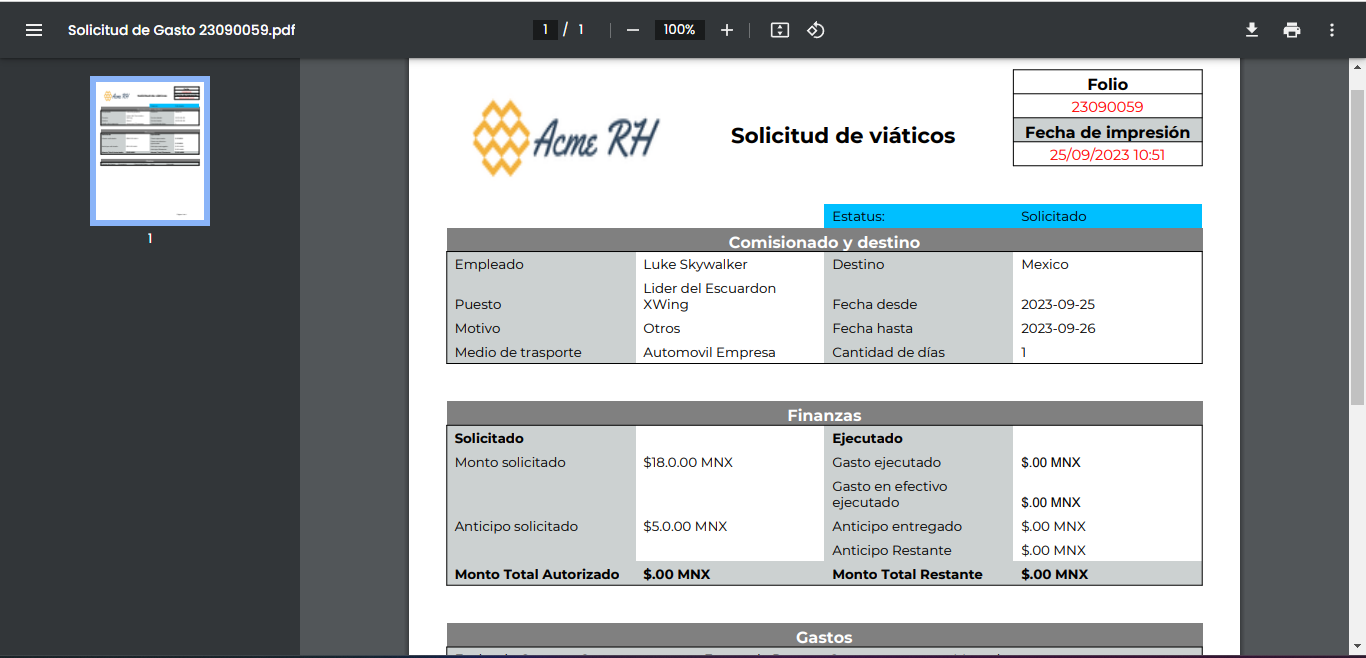 Solicitud de Gasto 23090059.pdf
1 / 1
100%
1
Acme RH
Solicitud de viáticos
Folio
23090059
Fecha de impresión
25/09/2023 10:51
Estatus: Solicitado
Comisionado y destino
Empleado Luke Skywalker Destino Mexico
Lider del Escuardon
Puesto XWing Fecha desde 2023-09-25
Motivo Otros Fecha hasta 2023-09-26
Medio de trasporte Automovil Empresa Cantidad de días 1
Finanzas
Solicitado Ejecutado
Monto solicitado $18.0.00 MNX Gasto ejecutado $.00 MNX
Gasto en efectivo
ejecutado $.00 MNX
Anticipo solicitado $5.0.00 MNX Anticipo entregado $.00 MNX
Anticipo Restante $.00 MNX
Monto Total Autorizado $.00 MNX Monto Total Restante $.00 MNX
Gastos